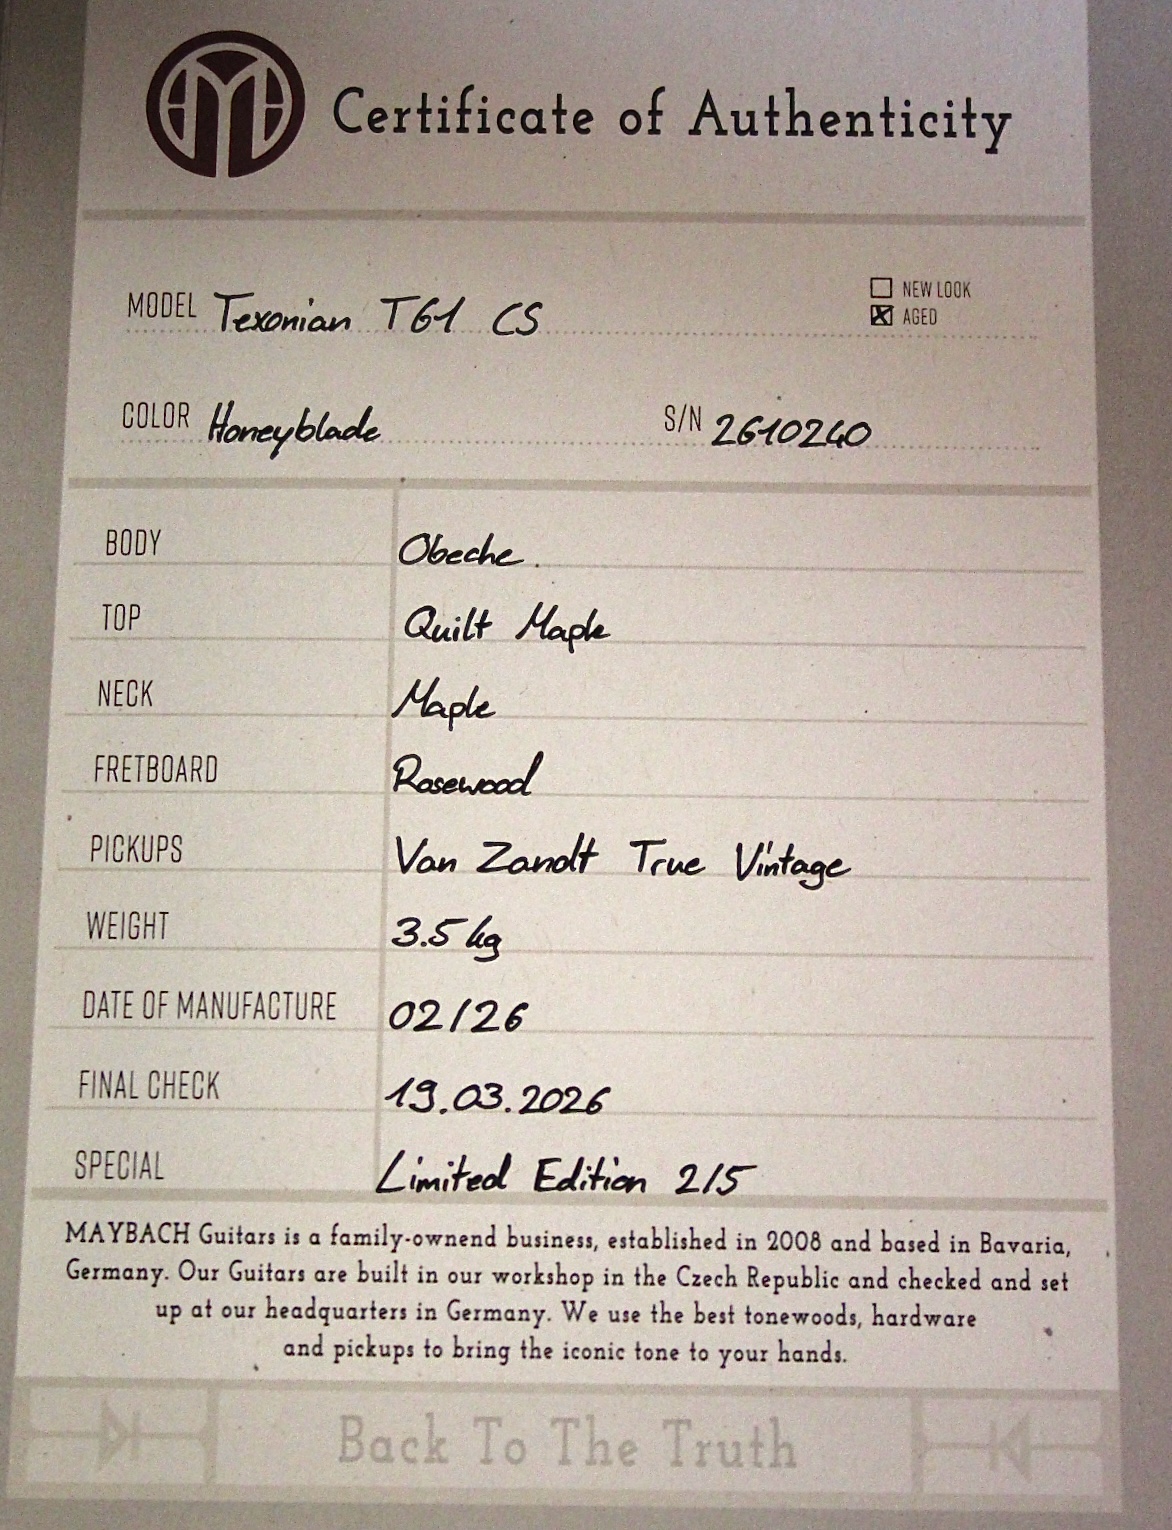 Certificate of Authenticity
MODEL Texonian T61 CS
NEW LOOK
AGED
COLOR Honeyblade S/N 2610240
BODY Obeche
TOP Quilt Maple
NECK Maple
FRETBOARD Rosewood
PICKUPS Van Zandt True Vintage
WEIGHT 3.5 kg
DATE OF MANUFACTURE 02/26
FINAL CHECK 19.03.2026
SPECIAL Limited Edition 2/5
MAYBACH Guitars is a family-ownend business, established in 2008 and based in Bavaria,
Germany. Our Guitars are built in our workshop in the Czech Republic and checked and set
up at our headquarters in Germany. We use the best tonewoods, hardware
and pickups to bring the iconic tone to your hands.
Back To The Truth